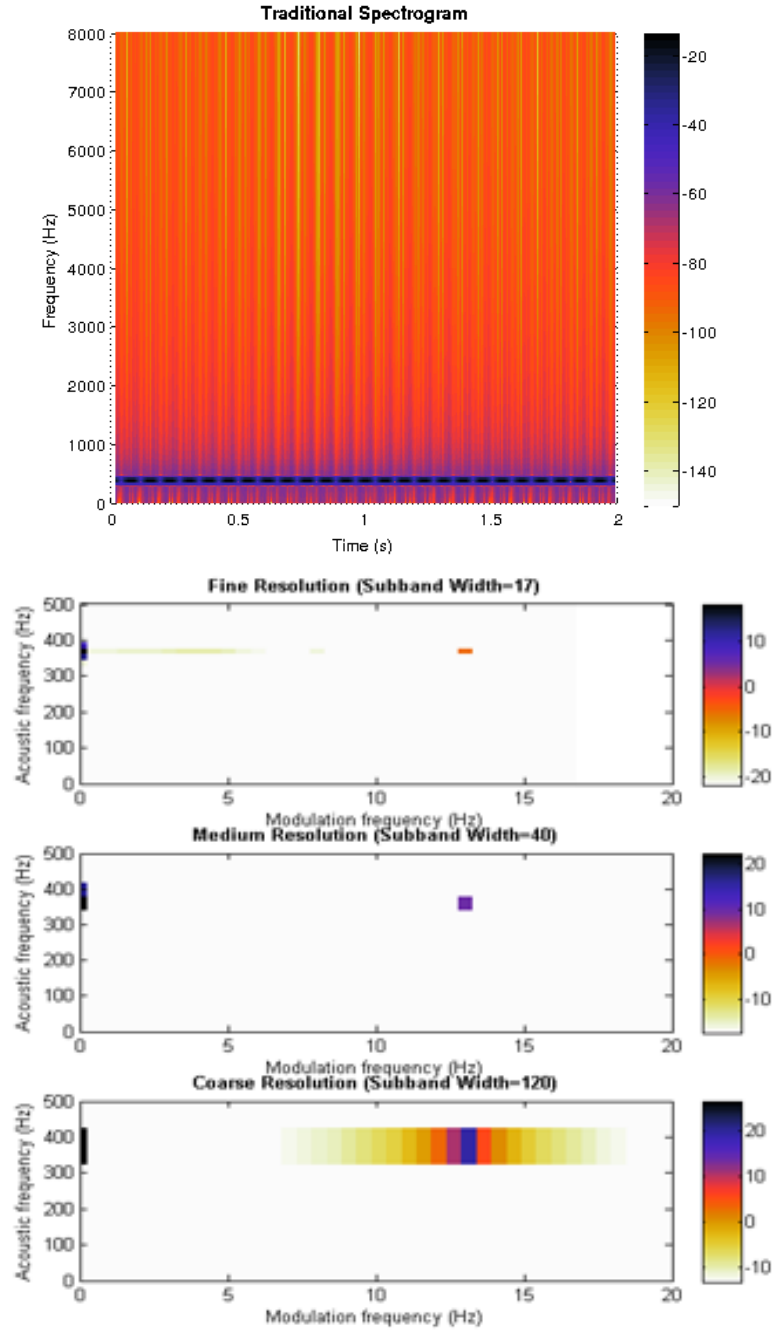 Traditional Spectrogram
8000
7000
6000
5000
4000
3000
2000
1000
0
Frequency (Hz)
0 0.5 1 1.5 2
Time (s)
-20
-40
-60
-80
-100
-120
-140
Fine Resolution (Subband Width=17)
500
400
300
200
100
0
Acoustic frequency (Hz)
0 5 10 15 20
Modulation frequency (Hz)
10
0
-10
-20
Medium Resolution (Subband Width=40)
500
400
300
200
100
0
Acoustic frequency (Hz)
0 5 10 15 20
Modulation frequency (Hz)
20
10
0
-10
Coarse Resolution (Subband Width=120)
500
400
300
200
100
0
Acoustic frequency (Hz)
0 5 10 15 20
Modulation frequency (Hz)
20
10
0
-10